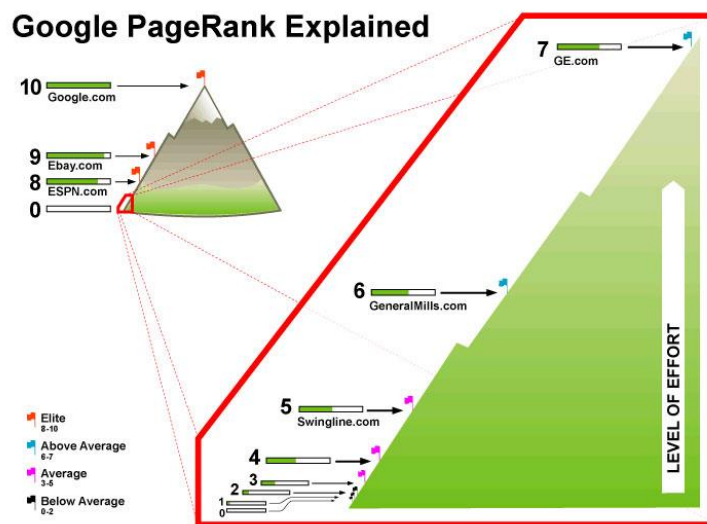 Google PageRank Explained
10
Google.com
9
Ebay.com
8
ESPN.com
0
7
GE.com
6
GeneralMills.com
5
Swingline.com
4
3
2
1
0
LEVEL OF EFFORT
Elite
8-10
Above Average
6-7
Average
3-5
Below Average
0-2